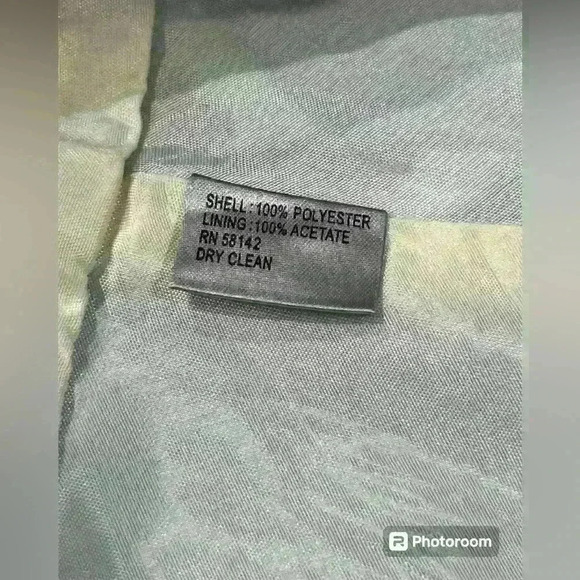 SHELL : 100% POLYESTER
LINING : 100% ACETATE
RN 58142
DRY CLEAN
Photoroom